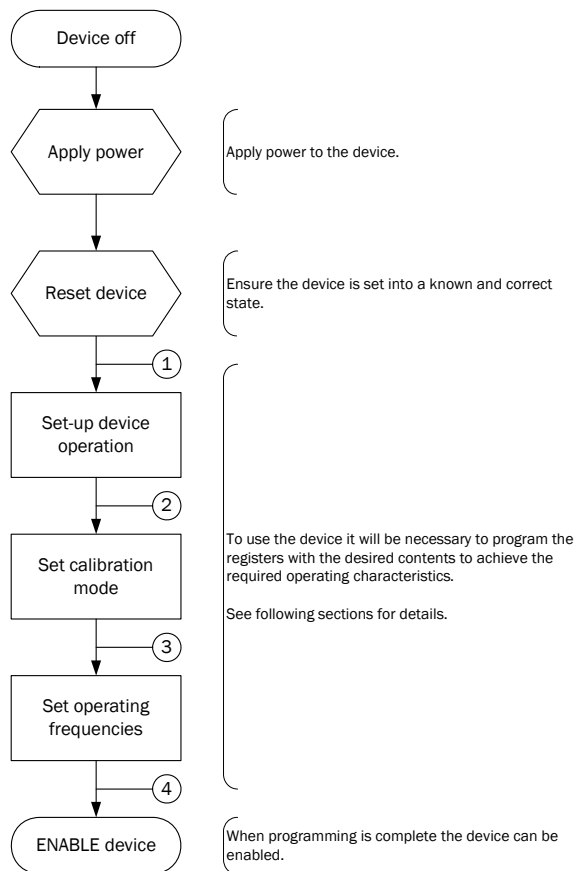 Device off
Apply power
Apply power to the device.
Reset device
Ensure the device is set into a known and correct
state.
1
Set-up device
operation
2
To use the device it will be necessary to program the
registers with the desired contents to achieve the
required operating characteristics.
See following sections for details.
Set calibration
mode
3
Set operating
frequencies
4
ENABLE device
When programming is complete the device can be
enabled.